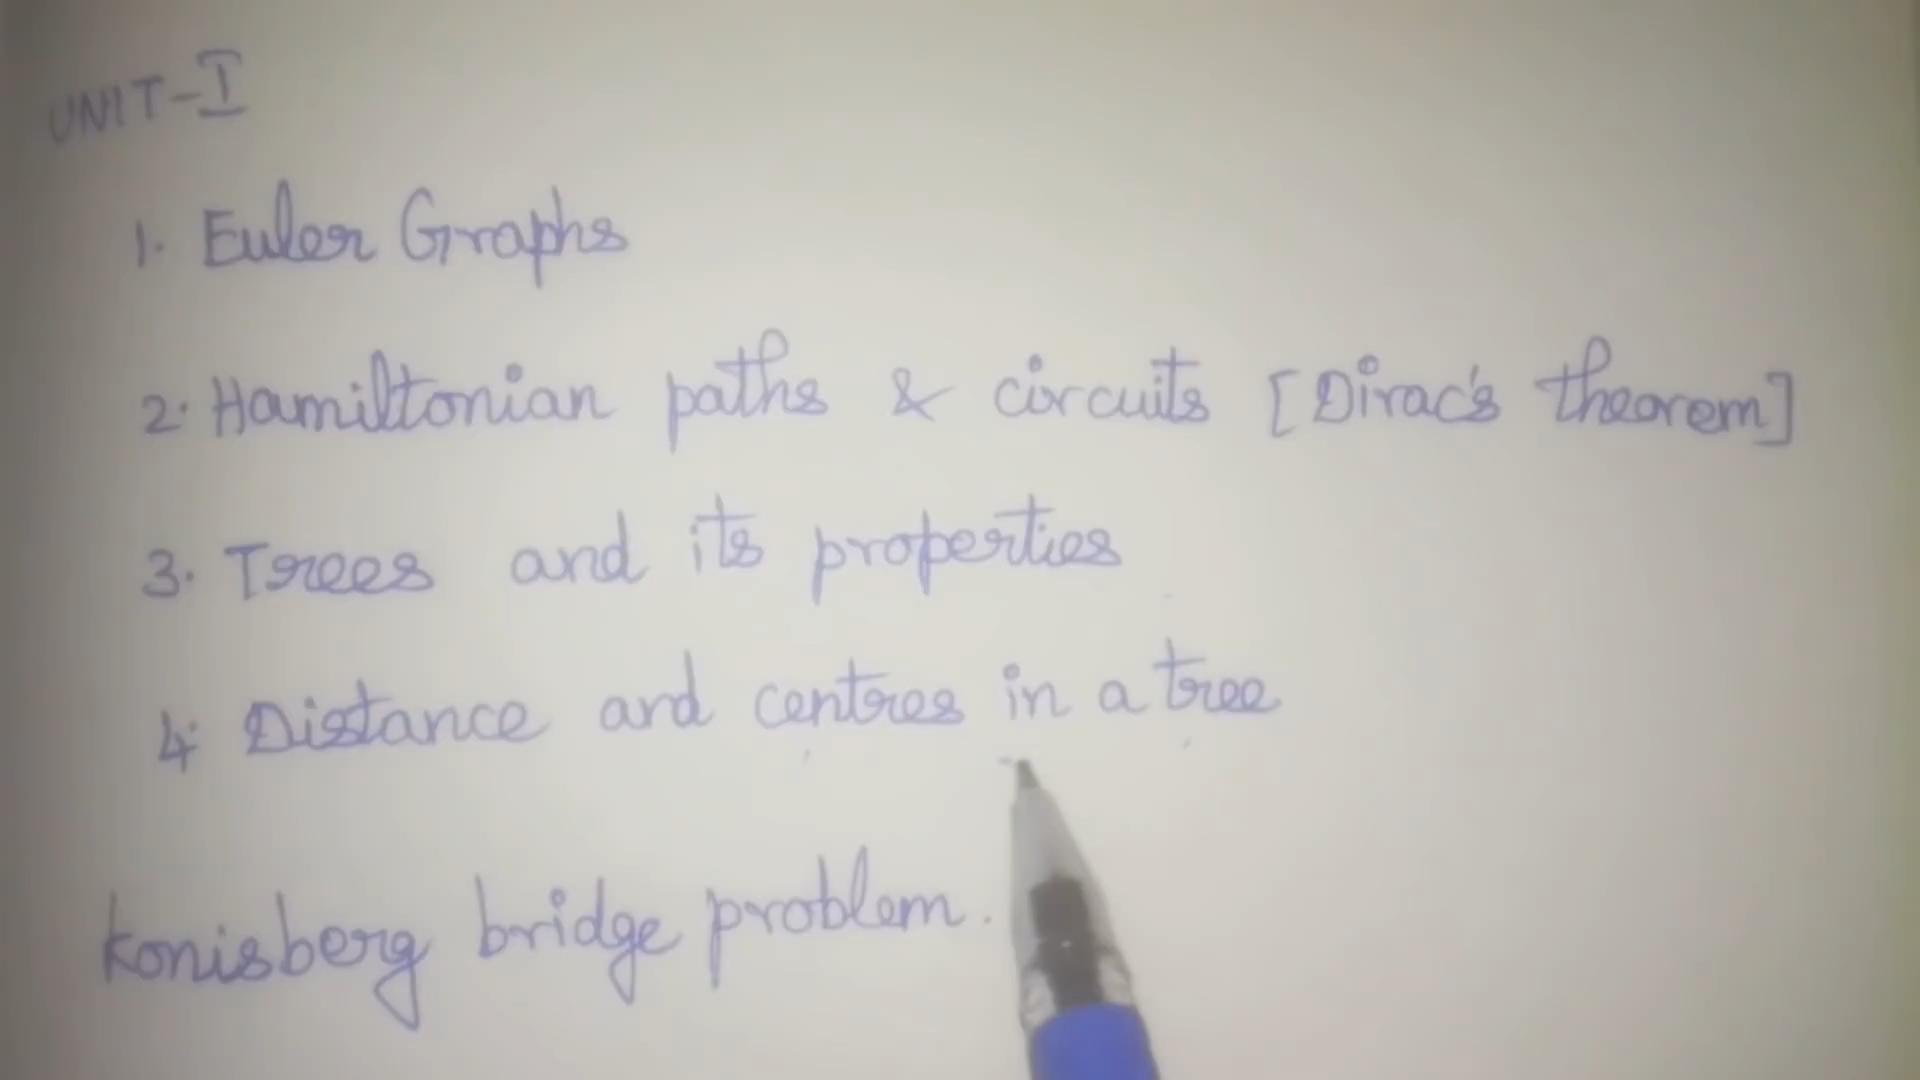 UNIT-I
1. Euler Graphs
2. Hamiltonian paths & circuits [Dirac's theorem]
3. Trees and its properties
4. Distance and centres in a tree
Konisberg bridge problem.